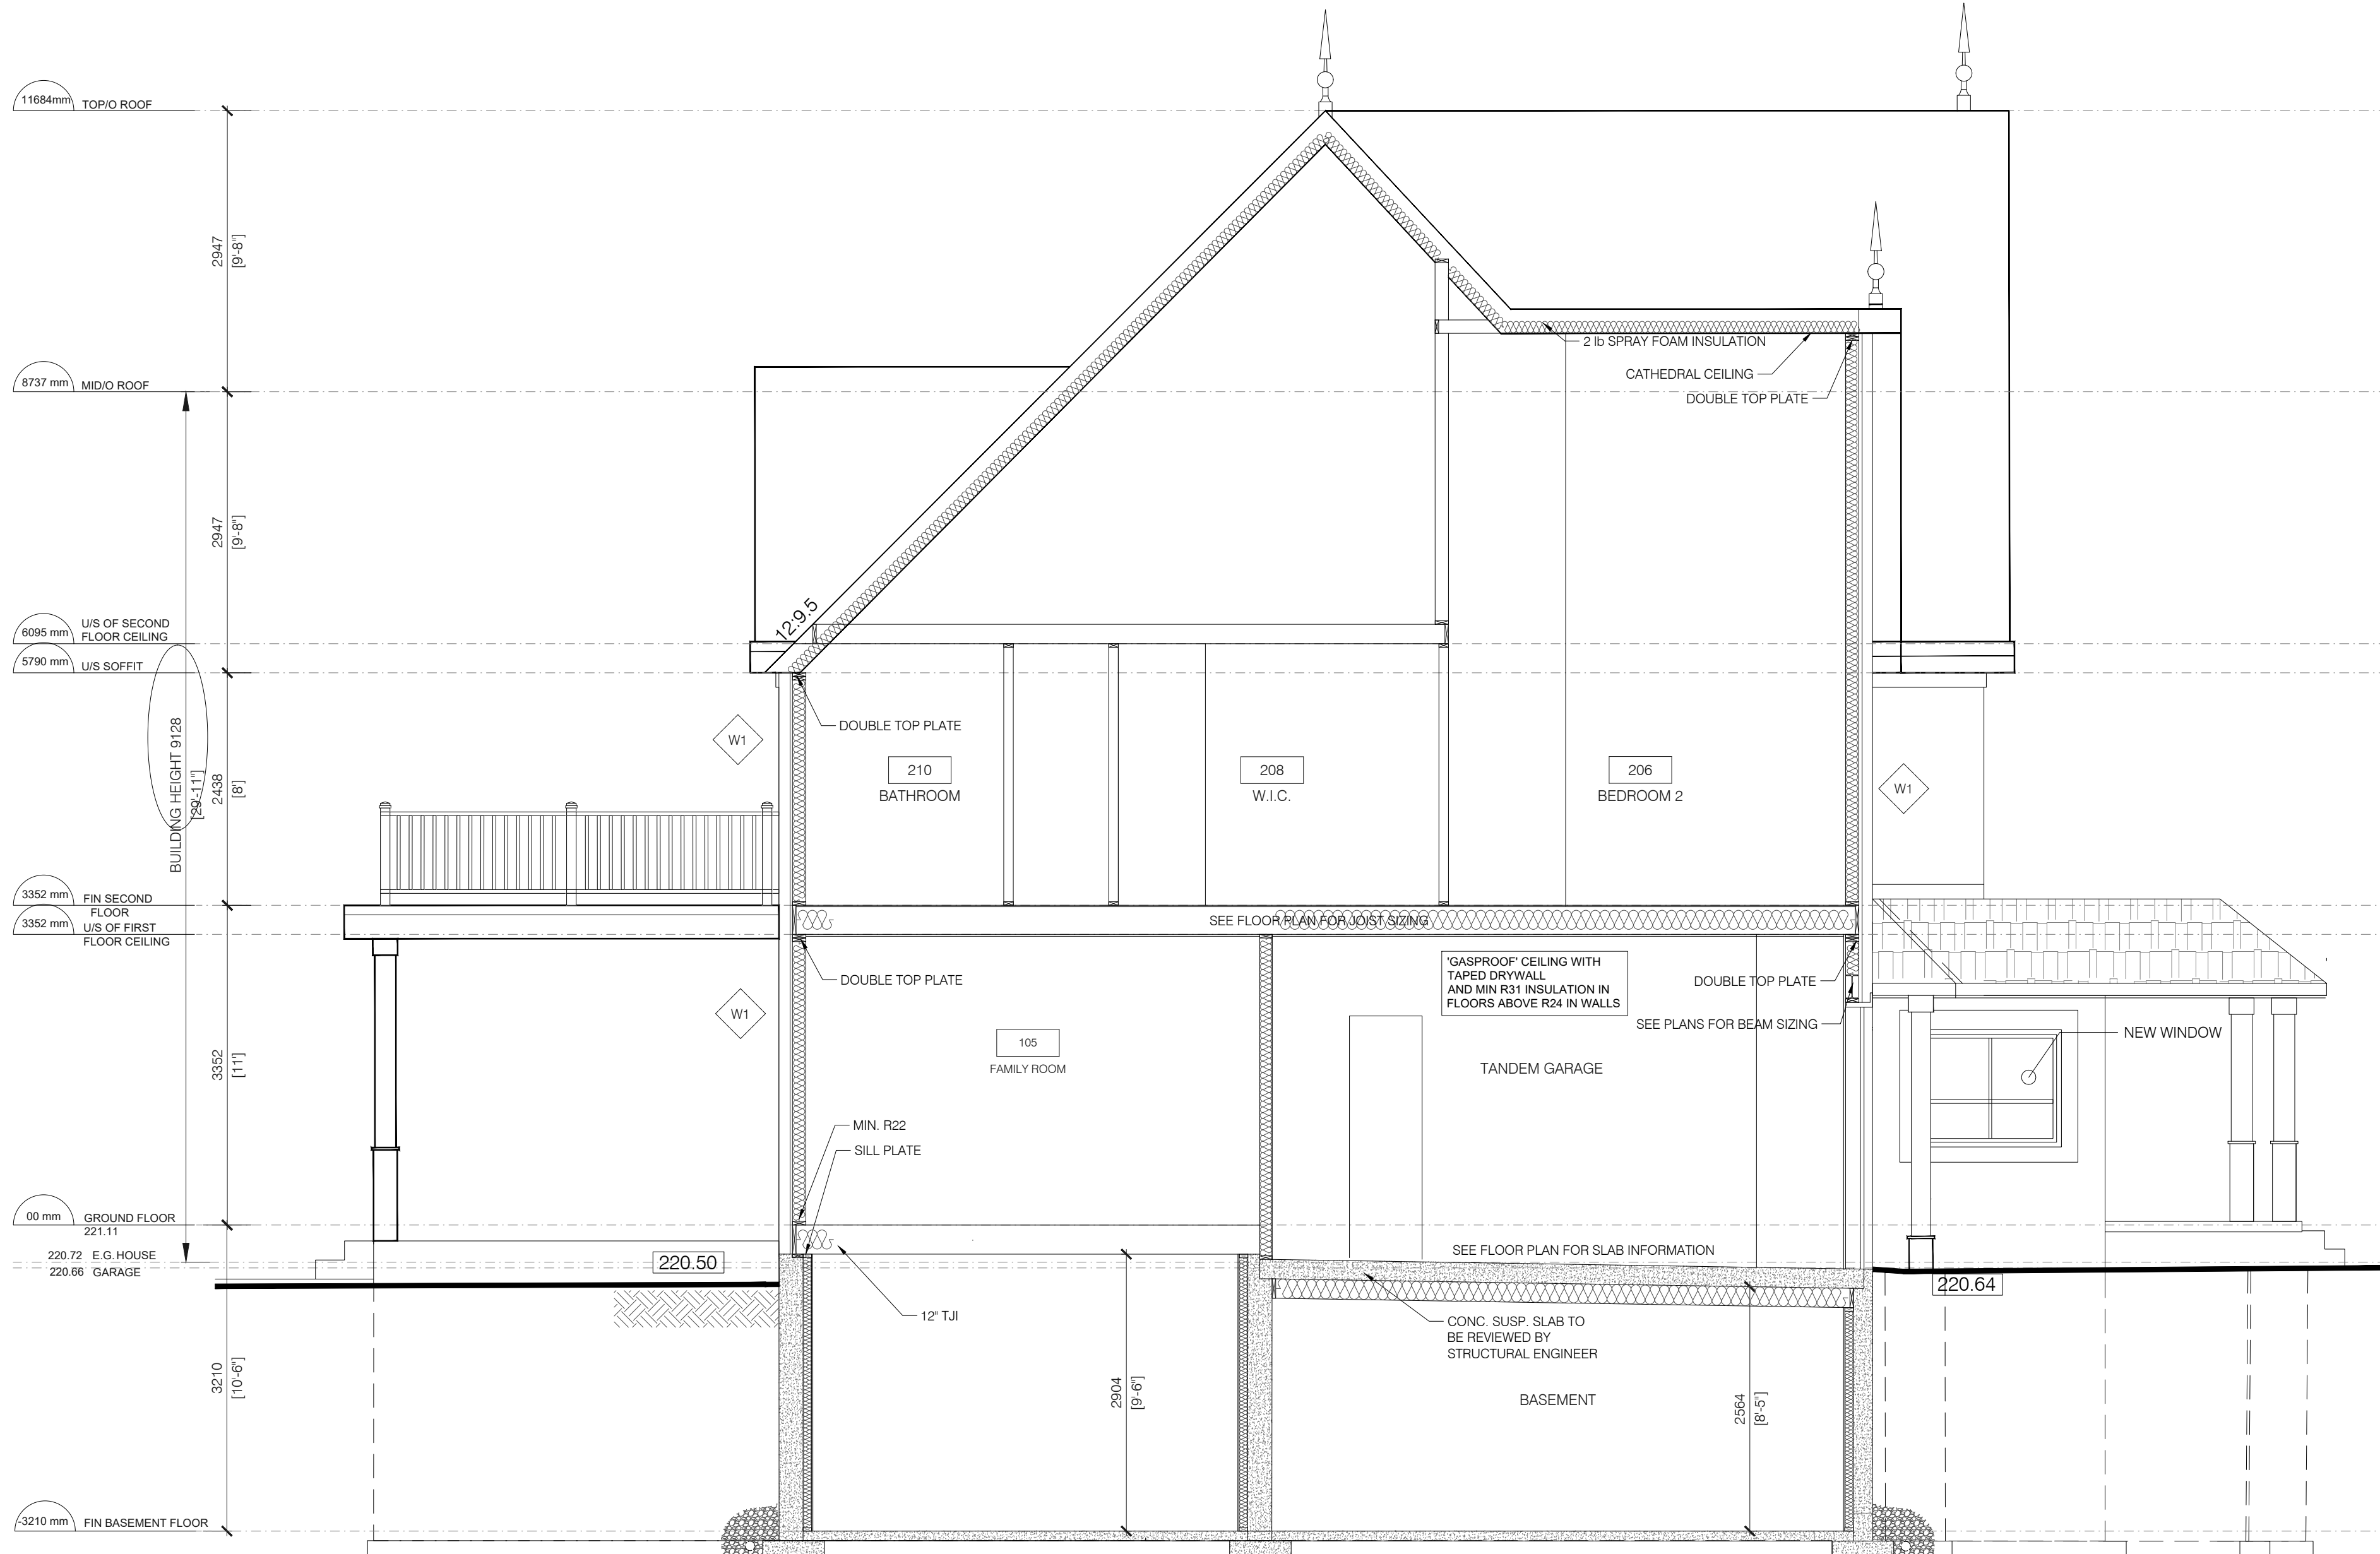 11684mm TOP/O ROOF
2947
[9'-8"]
2 lb SPRAY FOAM INSULATION
CATHEDRAL CEILING
DOUBLE TOP PLATE
8737 mm MID/O ROOF
2947
[9'-8"]
12:9.5
6095 mm U/S OF SECOND
FLOOR CEILING
5790 mm U/S SOFFIT
BUILDING HEIGHT 9128
[29'-11"]
2438
[8']
W1
DOUBLE TOP PLATE
210
BATHROOM
208
W.I.C.
206
BEDROOM 2
W1
3352 mm FIN SECOND
FLOOR
3352 mm U/S OF FIRST
FLOOR CEILING
SEE FLOOR PLAN FOR JOIST SIZING
'GASPROOF' CEILING WITH
TAPED DRYWALL
AND MIN R31 INSULATION IN
FLOORS ABOVE R24 IN WALLS
DOUBLE TOP PLATE
DOUBLE TOP PLATE
SEE PLANS FOR BEAM SIZING
W1
NEW WINDOW
105
FAMILY ROOM
TANDEM GARAGE
3352
[11']
MIN. R22
SILL PLATE
00 mm GROUND FLOOR
221.11
220.72 E.G. HOUSE
220.66 GARAGE
220.50
SEE FLOOR PLAN FOR SLAB INFORMATION
220.64
12" TJI
CONC. SUSP. SLAB TO
BE REVIEWED BY
STRUCTURAL ENGINEER
3210
[10'-6"]
2904
[9'-6"]
BASEMENT
2564
[8'-5"]
-3210 mm FIN BASEMENT FLOOR